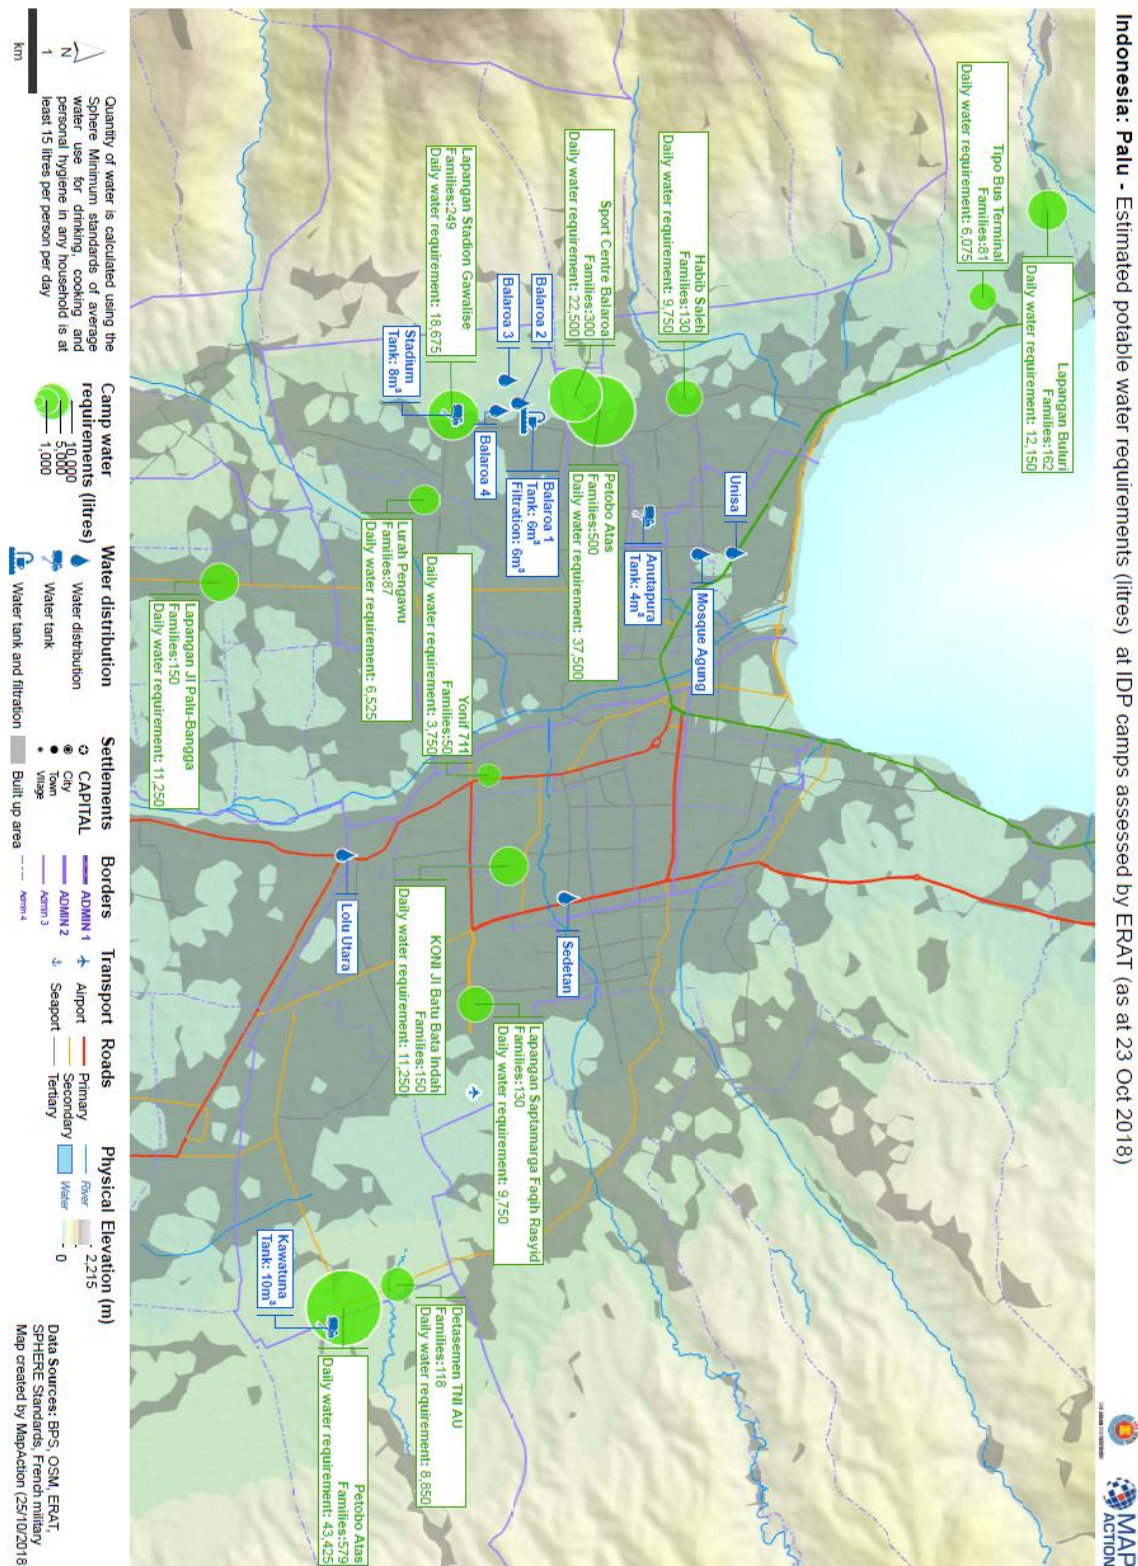 Indonesia: Palu - Estimated potable water requirements (litres) at IDP camps assessed by ERAT (as at 23 Oct 2018)
MAP
ACTION
Lapangan Buluri
Families:162
Daily water requirement: 12,150
Tipo Bus Terminal
Families:81
Daily water requirement: 6,075
Habib Saleh
Families:130
Daily water requirement: 9,750
Sport Centre Balaroa
Families:300
Daily water requirement: 22,500
Lapangan Stadion Gawalise
Families:249
Daily water requirement: 18,675
Balaroa 2
Balaroa 3
Stadium
Tank: 8m³
Balaroa 4
Balaroa 1
Tank: 6m³
Filtration: 6m³
Unisa
Mosque Agung
Anutapura
Tank: 4m³
Petobo Atas
Families:500
Daily water requirement: 37,500
Yonif 711
Families:50
Daily water requirement: 3,750
Lurah Pengawu
Families:87
Daily water requirement: 6,525
Lapangan Jl Palu-Bangga
Families:150
Daily water requirement: 11,250
Sedetan
Lolu Utara
KONI Jl Batu Bata Indah
Families:150
Daily water requirement: 11,250
Lapangan Saptamarga Faqih Rasyid
Families:130
Daily water requirement: 9,750
Detasemen TNI AU
Families:118
Daily water requirement: 8,850
Kawatuna
Tank: 10m³
Petobo Atas
Families:579
Daily water requirement: 43,425
N
1
km
Quantity of water is calculated using the
Sphere Minimum standards of average
water use for drinking, cooking and
personal hygiene in any household is at
least 15 litres per person per day
Camp water
requirements (litres)
10,000
5,000
1,000
Water distribution
Water distribution
Water tank
Water tank and filtration
Settlements
CAPITAL
City
Town
Village
Built up area
Borders
ADMIN 1
ADMIN 2
Admin 3
Admin 4
Transport
Airport
Seaport
Roads
Primary
Secondary
Tertiary
Physical
River
Water
Elevation (m)
2,215
0
Data Sources: BPS, OSM, ERAT,
SPHERE Standards, French military
Map created by MapAction (25/10/2018